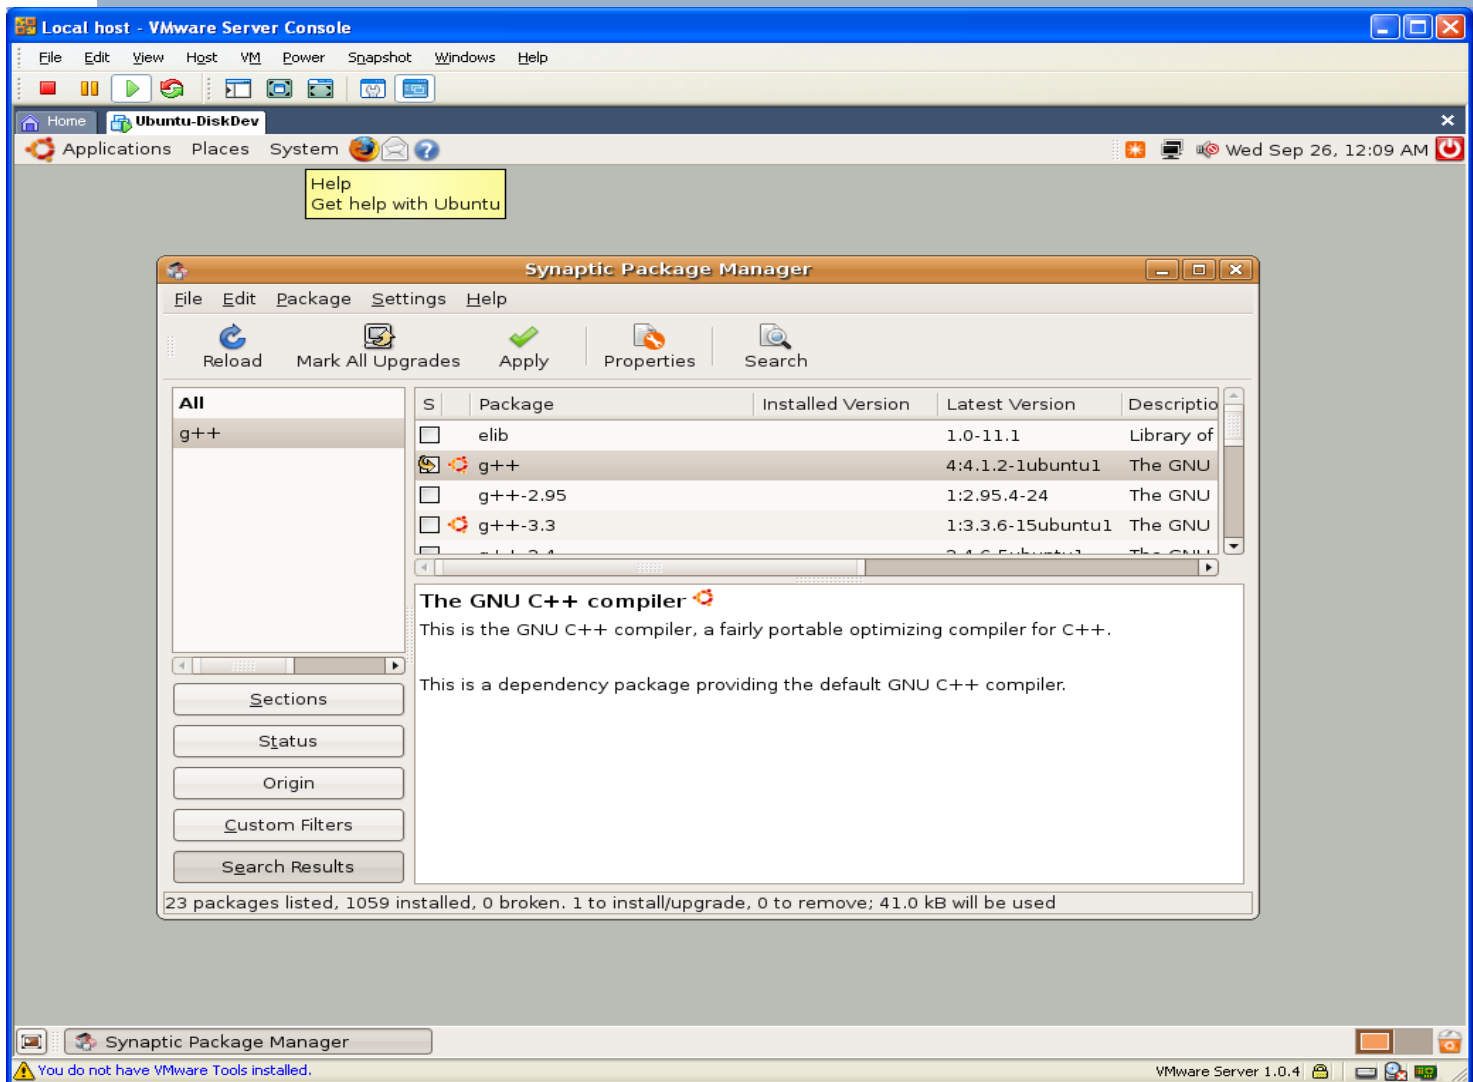 Local host - VMware Server Console
File Edit View Host VM Power Snapshot Windows Help
Home Ubuntu-DiskDev
Applications Places System Wed Sep 26, 12:09 AM
Help
Get help with Ubuntu
Synaptic Package Manager
File Edit Package Settings Help
Reload Mark All Upgrades Apply Properties Search
All
g++
S Package Installed Version Latest Version Descriptio
elib 1.0-11.1 Library of
g++ 4:4.1.2-1ubuntu1 The GNU
g++-2.95 1:2.95.4-24 The GNU
g++-3.3 1:3.3.6-15ubuntu1 The GNU
The GNU C++ compiler
This is the GNU C++ compiler, a fairly portable optimizing compiler for C++.
This is a dependency package providing the default GNU C++ compiler.
Sections
Status
Origin
Custom Filters
Search Results
23 packages listed, 1059 installed, 0 broken. 1 to install/upgrade, 0 to remove; 41.0 kB will be used
Synaptic Package Manager
You do not have VMware Tools installed. VMware Server 1.0.4